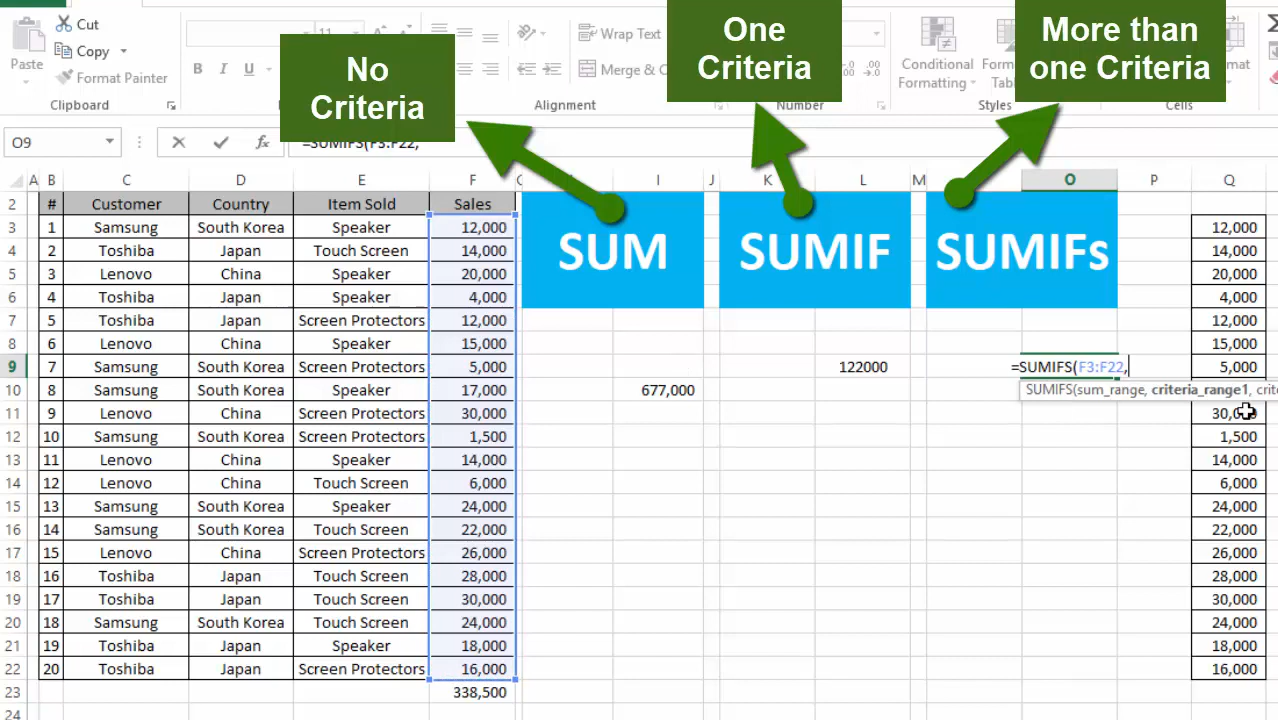 Cut
Copy
Format Painter
Paste
Clipboard
11
B I U
Wrap Text
Merge & C
Alignment
Number
Conditional
Formatting
Styles
Cells
No
Criteria
One
Criteria
More than
one Criteria
O9
fx
=SUMIFS(F3:F22,
A B C D E F I J K L M O P Q
2 # Customer Country Item Sold Sales
3 1 Samsung South Korea Speaker 12,000 12,000
4 2 Toshiba Japan Touch Screen 14,000 14,000
5 3 Lenovo China Speaker 20,000 20,000
6 4 Toshiba Japan Speaker 4,000 4,000
SUM SUMIF SUMIFs
7 5 Toshiba Japan Screen Protectors 12,000 12,000
8 6 Lenovo China Speaker 15,000 15,000
9 7 Samsung South Korea Screen Protectors 5,000 122000 =SUMIFS(F3:F22, 5,000
10 8 Samsung South Korea Speaker 17,000 677,000 SUMIFS(sum_range, criteria_range1, crite
11 9 Lenovo China Screen Protectors 30,000
12 10 Samsung South Korea Screen Protectors 1,500 1,500
13 11 Lenovo China Speaker 14,000 14,000
14 12 Lenovo China Touch Screen 6,000 6,000
15 13 Samsung South Korea Speaker 24,000 24,000
16 14 Samsung South Korea Touch Screen 22,000 22,000
17 15 Lenovo China Screen Protectors 26,000 26,000
18 16 Toshiba Japan Touch Screen 28,000 28,000
19 17 Toshiba Japan Touch Screen 30,000 30,000
20 18 Samsung South Korea Touch Screen 24,000 24,000
21 19 Toshiba Japan Speaker 18,000 18,000
22 20 Toshiba Japan Screen Protectors 16,000 16,000
23 338,500
24